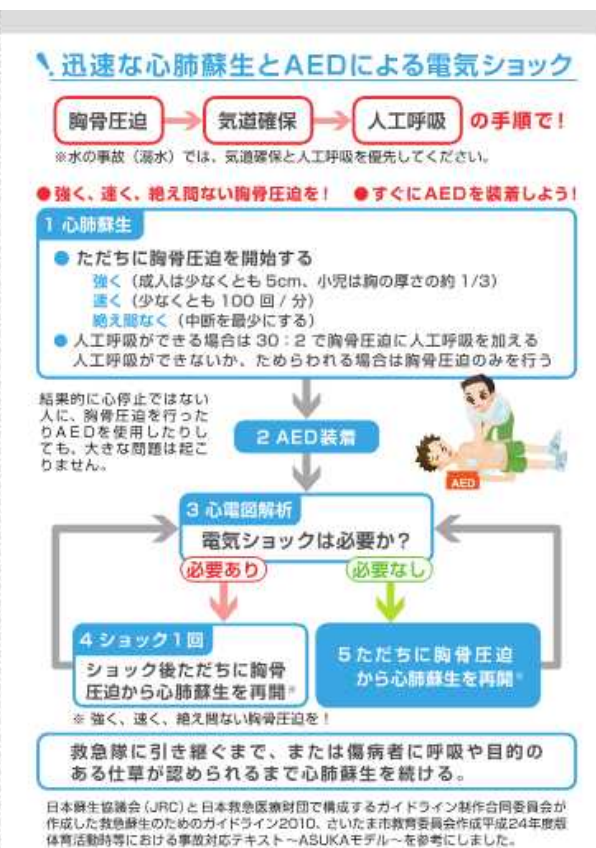 迅速な心肺蘇生とAEDによる電気ショック
胸骨圧迫 気道確保 人工呼吸 の手順で！
※水の事故（溺水）では、気道確保と人工呼吸を優先してください。
●強く、速く、絶え間ない胸骨圧迫を！ ●すぐにAEDを装着しよう！
1 心肺蘇生
● ただちに胸骨圧迫を開始する
強く（成人は少なくとも 5cm、小児は胸の厚さの約 1/3）
速く（少なくとも 100 回 / 分）
絶え間なく（中断を最少にする）
● 人工呼吸ができる場合は 30：2 で胸骨圧迫に人工呼吸を加える
人工呼吸ができないか、ためらわれる場合は胸骨圧迫のみを行う
結果的に心停止ではない
人に、胸骨圧迫を行った
りAEDを使用したりし
ても、大きな問題は起こ
りません。
2 AED装着
AED
3 心電図解析
電気ショックは必要か？
必要あり 必要なし
4 ショック1回
ショック後ただちに胸骨
圧迫から心肺蘇生を再開※
5 ただちに胸骨圧迫
から心肺蘇生を再開※
※ 強く、速く、絶え間ない胸骨圧迫を！
救急隊に引き継ぐまで、または傷病者に呼吸や目的の
ある仕草が認められるまで心肺蘇生を続ける。
日本蘇生協議会（JRC）と日本救急医療財団で構成するガイドライン制作合同委員会が
作成した救急蘇生のためのガイドライン2010、さいたま市教育委員会作成平成24年度版
体育活動時等における事故対応テキスト～ASUKAモデル～を参考にしました。